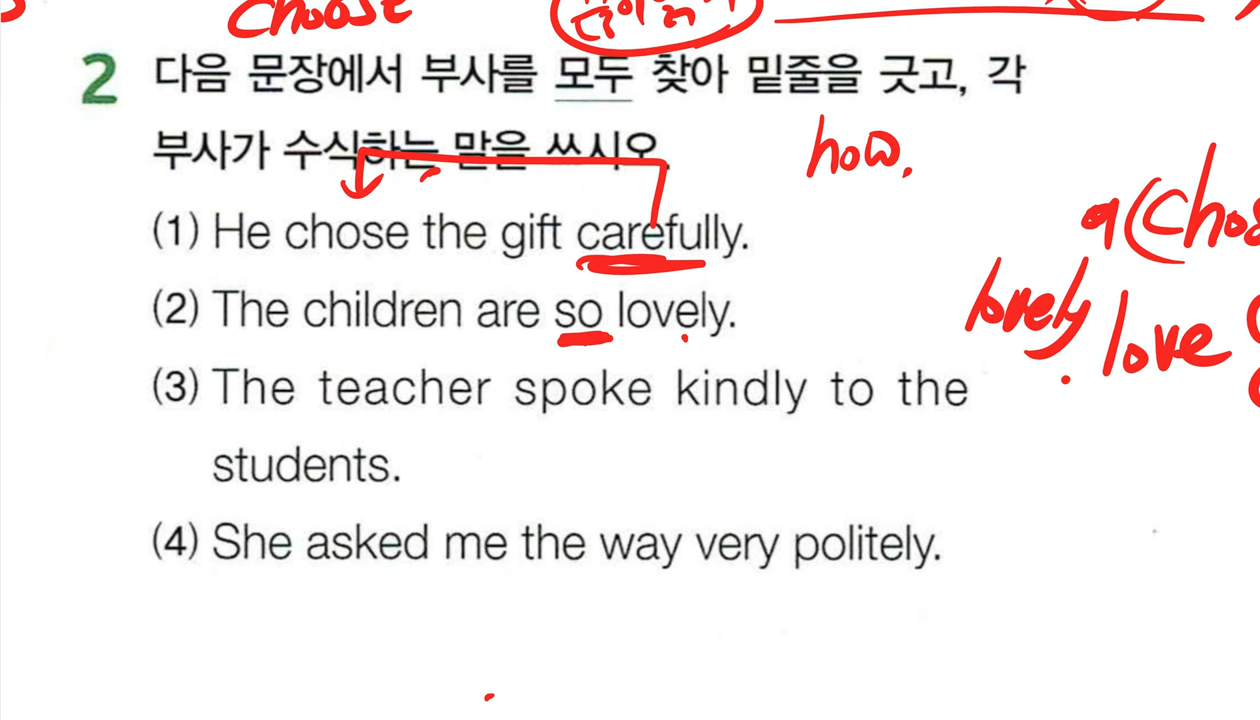 choose
2 다음 문장에서 부사를 모두 찾아 밑줄을 긋고, 각
부사가 수식하는 말을 쓰시오.
how.
(1) He chose the gift carefully.
(2) The children are so lovely.
lovely love
(3) The teacher spoke kindly to the
students.
(4) She asked me the way very politely.